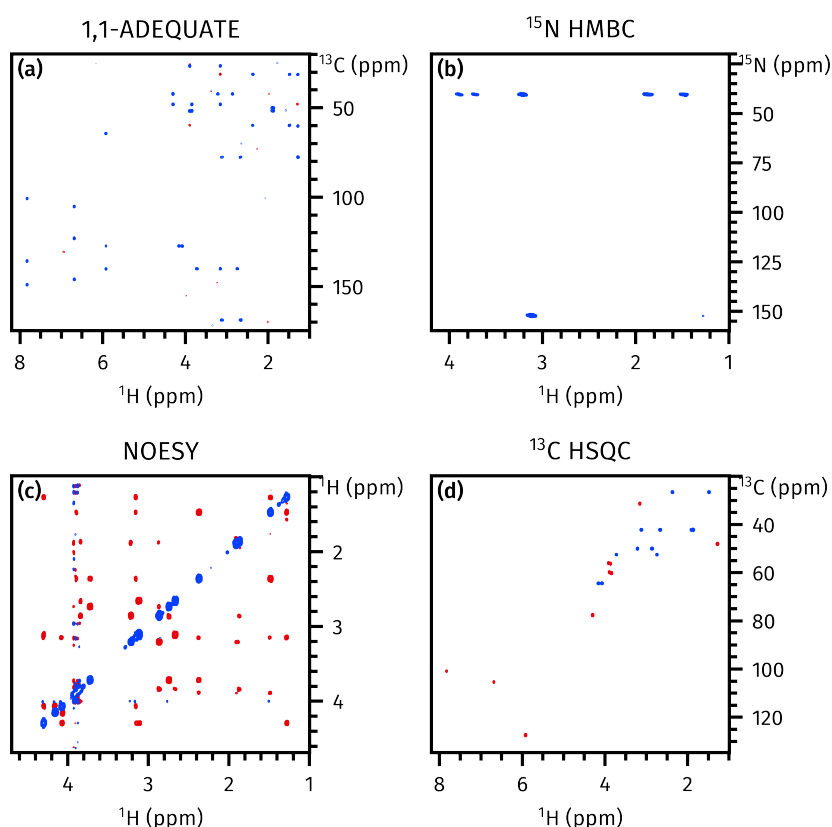 1,1-ADEQUATE
(a)
¹³C (ppm)
50
100
150
8 6 4 2
¹H (ppm)
¹⁵N HMBC
(b)
¹⁵N (ppm)
50
75
100
125
150
4 3 2 1
¹H (ppm)
NOESY
(c)
¹H (ppm)
2
3
4
4 3 2 1
¹H (ppm)
¹³C HSQC
(d)
¹³C (ppm)
40
60
80
100
120
8 6 4 2
¹H (ppm)